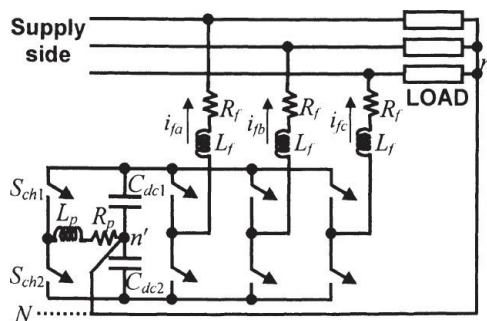 Supply
side
n
LOAD
R_f R_f R_f
i_fa i_fb i_fc
L_f L_f L_f
S_ch1 C_dc1
L_p R_p
n'
S_ch2 C_dc2
N